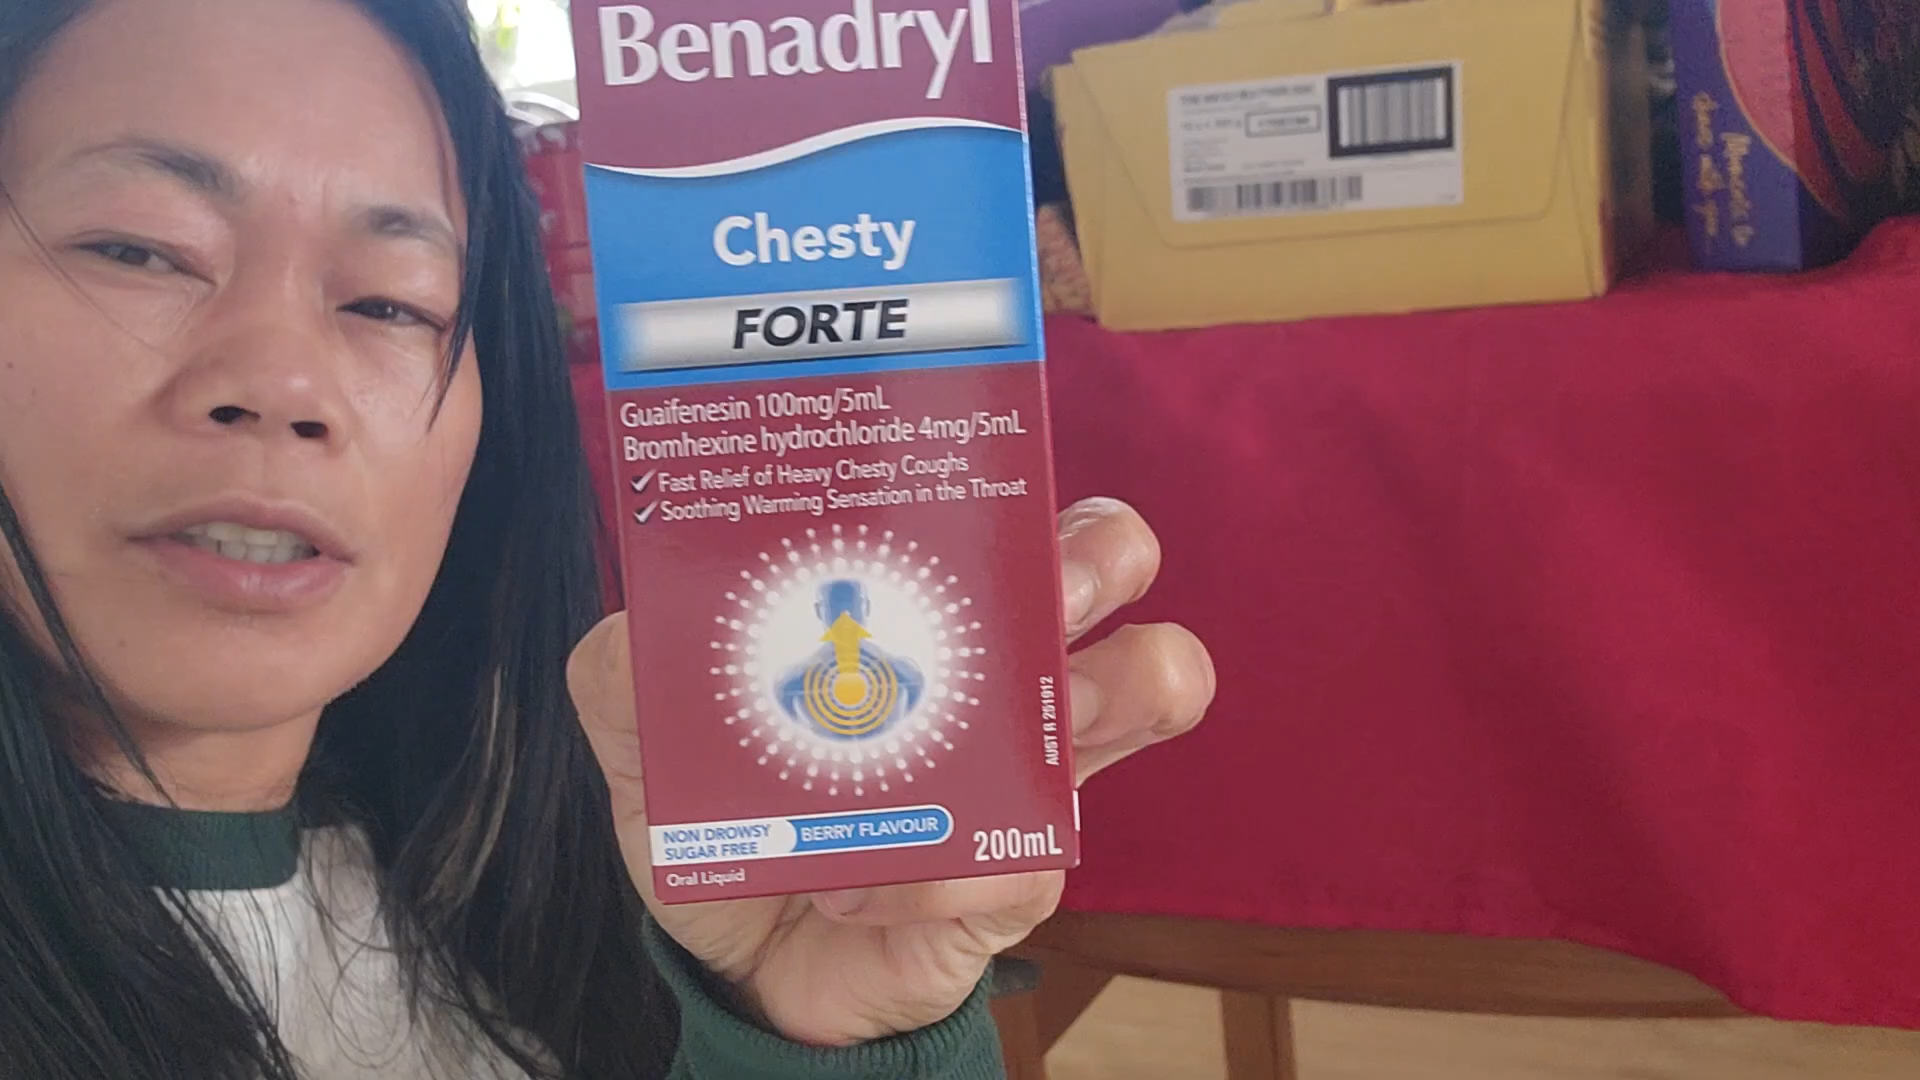 Benadryl
Chesty
FORTE
Guaifenesin 100mg/5mL
Bromhexine hydrochloride 4mg/5mL
Fast Relief of Heavy Chesty Coughs
Soothing Warming Sensation in the Throat
AUST R 291912
NON DROWSY
SUGAR FREE
BERRY FLAVOUR
200mL
Oral Liquid